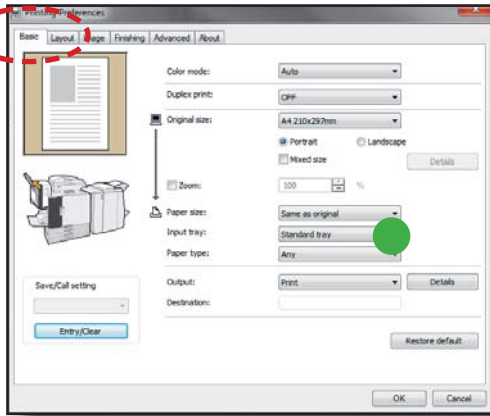 Printing Preferences
Basic Layout Image Finishing Advanced About
Color mode: Auto
Duplex print: OFF
Original size: A4 210x297mm
Portrait Landscape
Mixed size Details
Zoom: 100 %
Paper size: Same as original
Input tray: Standard tray
Paper type: Any
Save/Call setting
Output: Print Details
Destination:
Entry/Clear
Restore default
OK Cancel